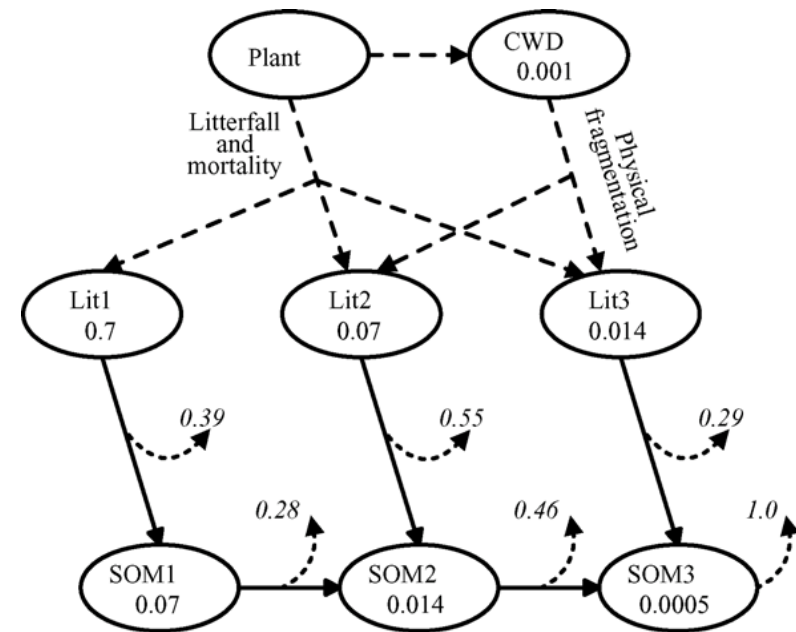 Plant
CWD
0.001
Litterfall
and
mortality
Physical
fragmentation
Lit1
0.7
Lit2
0.07
Lit3
0.014
0.39
0.55
0.29
0.28
0.46
1.0
SOM1
0.07
SOM2
0.014
SOM3
0.0005